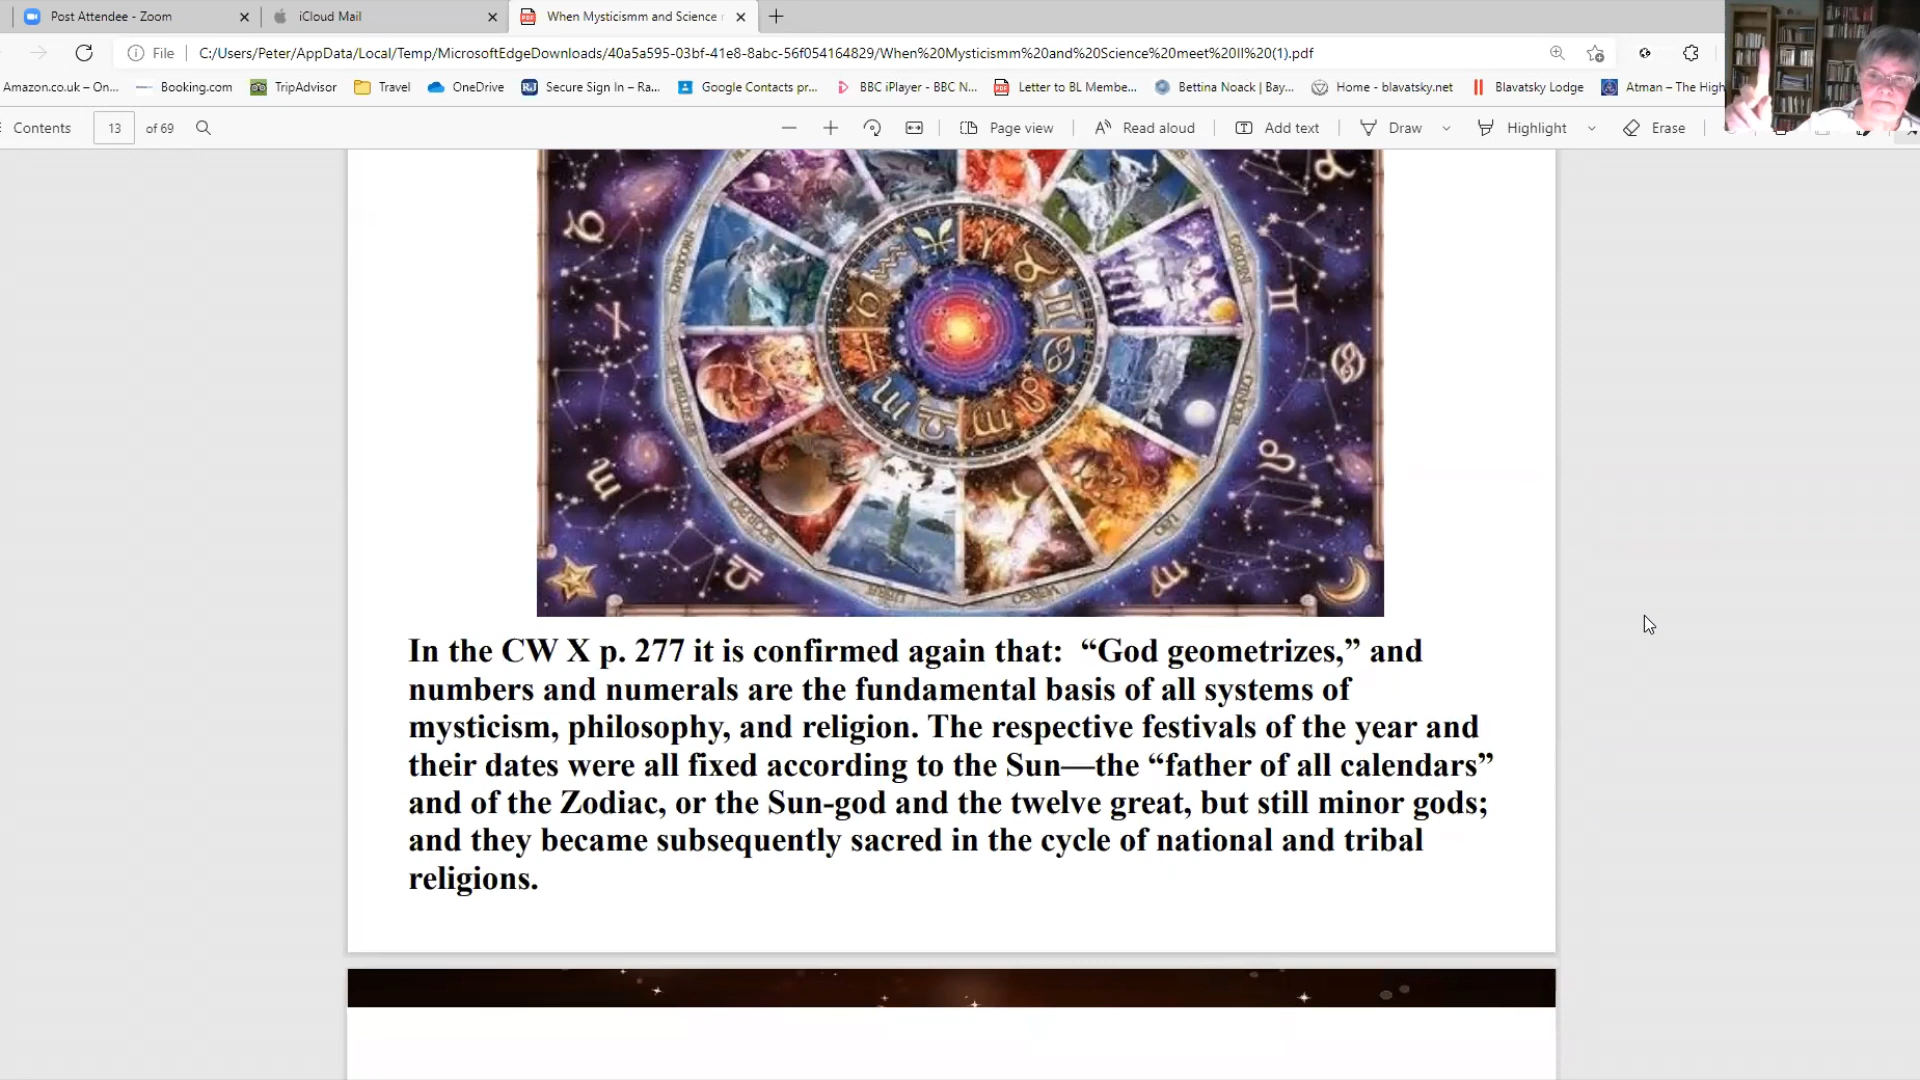 Post Attendee - Zoom
iCloud Mail
When Mysticismm and Science
File C:/Users/Peter/AppData/Local/Temp/MicrosoftEdgeDownloads/40a5a595-03bf-41e8-8abc-56f054164829/When%20Mysticismm%20and%20Science%20meet%20II%20(1).pdf
Amazon.co.uk – On... Booking.com TripAdvisor Travel OneDrive Secure Sign In – Ra... Google Contacts pr... BBC iPlayer - BBC N... Letter to BL Membe... Bettina Noack | Bay... Home - blavatsky.net Blavatsky Lodge Atman – The High
Contents 13 of 69 Page view Read aloud Add text Draw Highlight Erase
CAPRICORN
SCORPIO
LIBRA
VIRGO
LEO
In the CW X p. 277 it is confirmed again that: “God geometrizes,” and
numbers and numerals are the fundamental basis of all systems of
mysticism, philosophy, and religion. The respective festivals of the year and
their dates were all fixed according to the Sun—the “father of all calendars”
and of the Zodiac, or the Sun-god and the twelve great, but still minor gods;
and they became subsequently sacred in the cycle of national and tribal
religions.